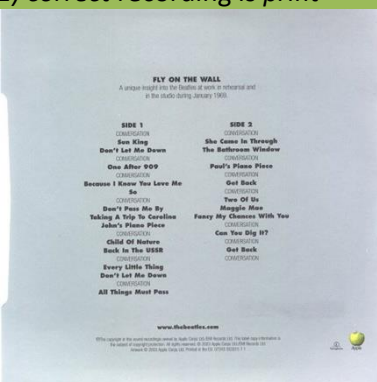 2) correct recording is print
FLY ON THE WALL
A unique insight into the Beatles at work in rehearsal and
in the studio during January 1969.
SIDE 1
CONVERSATION
Sun King
Don't Let Me Down
CONVERSATION
One After 909
CONVERSATION
Because I Know You Love Me
So
CONVERSATION
Don't Pass Me By
Taking A Trip To Carolina
John's Piano Piece
CONVERSATION
Child Of Nature
Back In The USSR
CONVERSATION
Every Little Thing
Don't Let Me Down
CONVERSATION
All Things Must Pass
SIDE 2
CONVERSATION
She Came In Through
The Bathroom Window
CONVERSATION
Paul's Piano Piece
CONVERSATION
Get Back
CONVERSATION
Two Of Us
Maggie Mae
Fancy My Chances With You
CONVERSATION
Can You Dig It?
CONVERSATION
Get Back
CONVERSATION
www.thebeatles.com